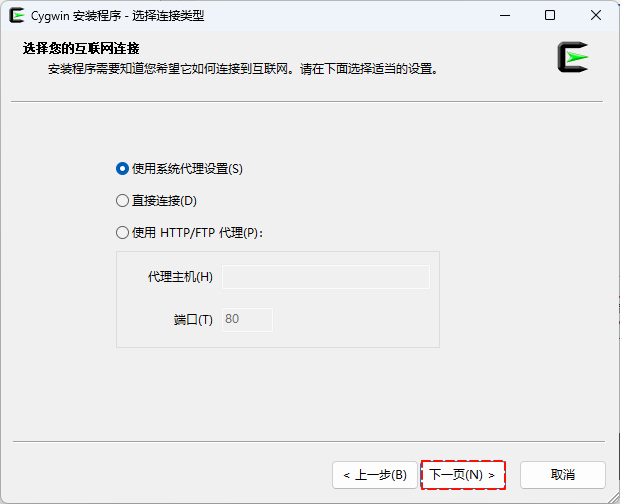 Cygwin 安装程序 - 选择连接类型
选择您的互联网连接
安装程序需要知道您希望它如何连接到互联网。请在下面选择适当的设置。
使用系统代理设置(S)
直接连接(D)
使用 HTTP/FTP 代理(P):
代理主机(H)
端口(T) 80
< 上一步(B) 下一页(N) > 取消